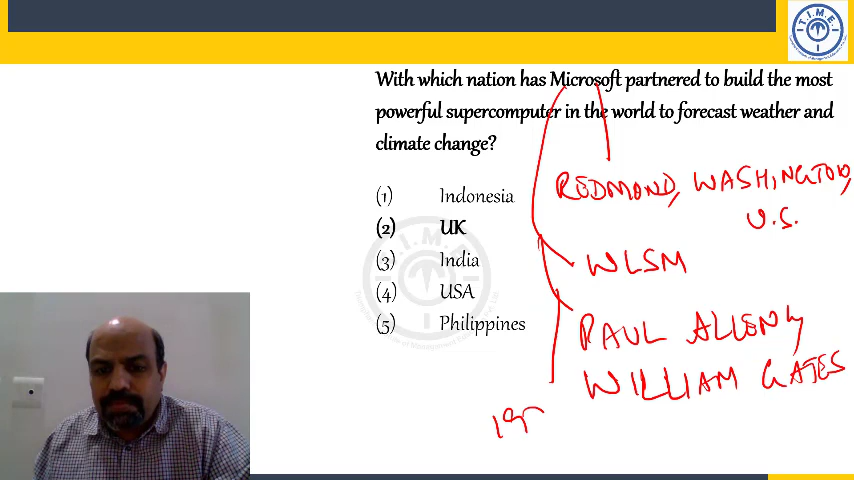 T.I.M.E.
With which nation has Microsoft partnered to build the most
powerful supercomputer in the world to forecast weather and
climate change?
(1) Indonesia
(2) UK
(3) India
(4) USA
(5) Philippines
REDMOND, WASHINGTON,
U.S.
WLSM
PAUL ALLEN &
WILLIAM GATES